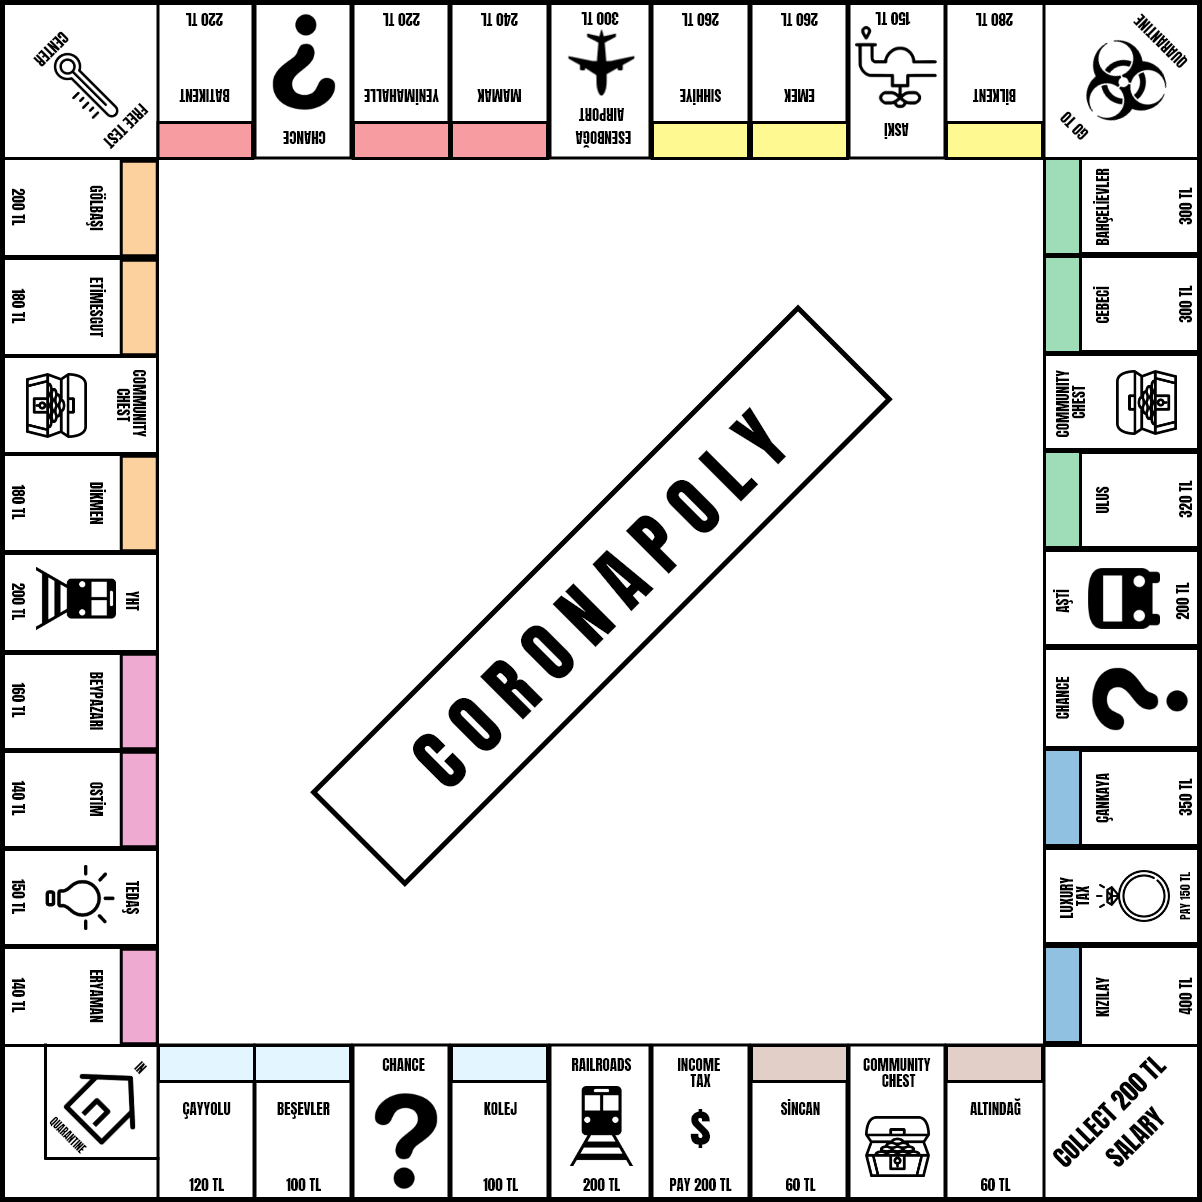 FREE TEST
CENTER
220 TL
BATIKENT
CHANCE
220 TL
YENİMAHALLE
240 TL
MAMAK
300 TL
ESENBOĞA
AIRPORT
260 TL
SIHHİYE
260 TL
EMEK
150 TL
ASKİ
280 TL
BİLKENT
GO TO
QUARANTINE
200 TL
GÖLBAŞI
180 TL
ETİMESGUT
COMMUNITY
CHEST
180 TL
DİKMEN
200 TL
YHT
160 TL
BEYPAZARI
140 TL
OSTİM
150 TL
TEDAŞ
140 TL
ERYAMAN
CORONAPOLY
BAHÇELİEVLER
300 TL
CEBECİ
300 TL
COMMUNITY
CHEST
ULUS
320 TL
AŞTİ
200 TL
CHANCE
ÇANKAYA
350 TL
LUXURY
TAX
PAY 150 TL
KIZILAY
400 TL
IN
QUARANTINE
ÇAYYOLU
120 TL
BEŞEVLER
100 TL
CHANCE
KOLEJ
100 TL
RAILROADS
200 TL
INCOME
TAX
$
PAY 200 TL
SİNCAN
60 TL
COMMUNITY
CHEST
ALTINDAĞ
60 TL
COLLECT 200 TL
SALARY